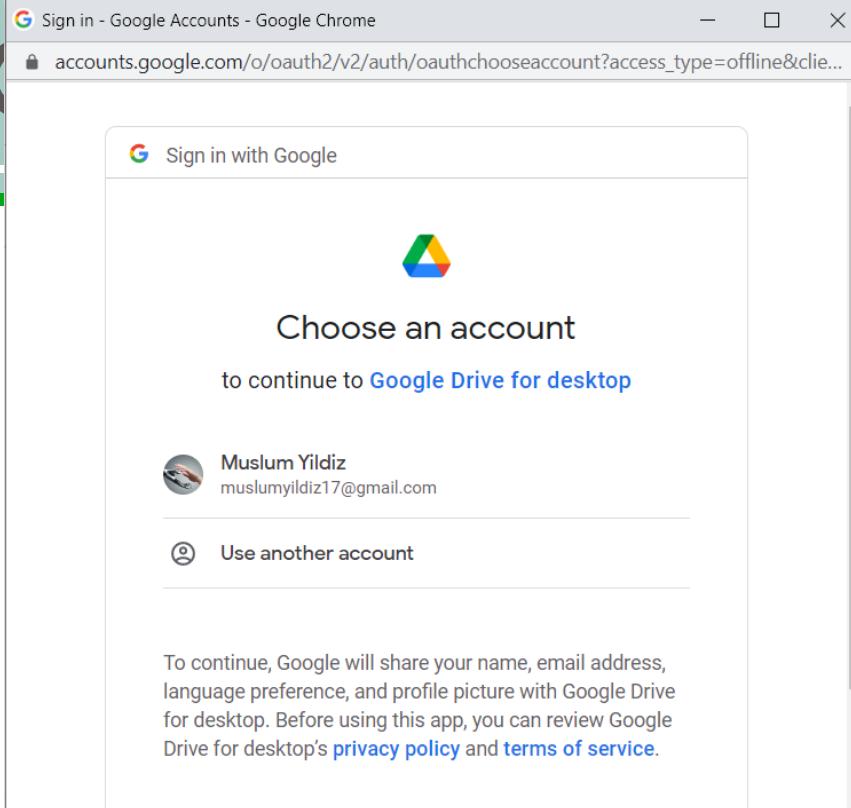 Sign in - Google Accounts - Google Chrome
accounts.google.com/o/oauth2/v2/auth/oauthchooseaccount?access_type=offline&clie...
Sign in with Google
Choose an account
to continue to Google Drive for desktop
Muslum Yildiz
muslumyildiz17@gmail.com
Use another account
To continue, Google will share your name, email address,
language preference, and profile picture with Google Drive
for desktop. Before using this app, you can review Google
Drive for desktop's privacy policy and terms of service.